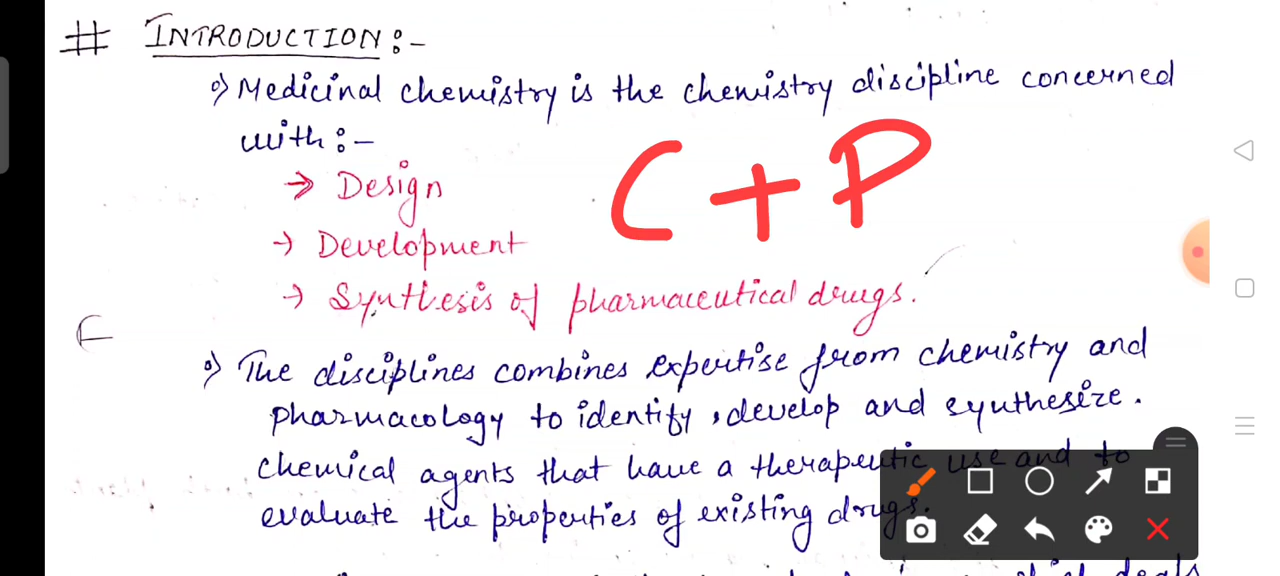 # INTRODUCTION :-
Medicinal chemistry is the chemistry discipline concerned
with :-
C + P
→ Design
→ Development
→ Synthesis of pharmaceutical drugs.
The disciplines combines expertise from chemistry and
pharmacology to identify, develop and synthesize.
chemical agents that have a therapeutic use and to
evaluate the properties of existing drugs.
deals